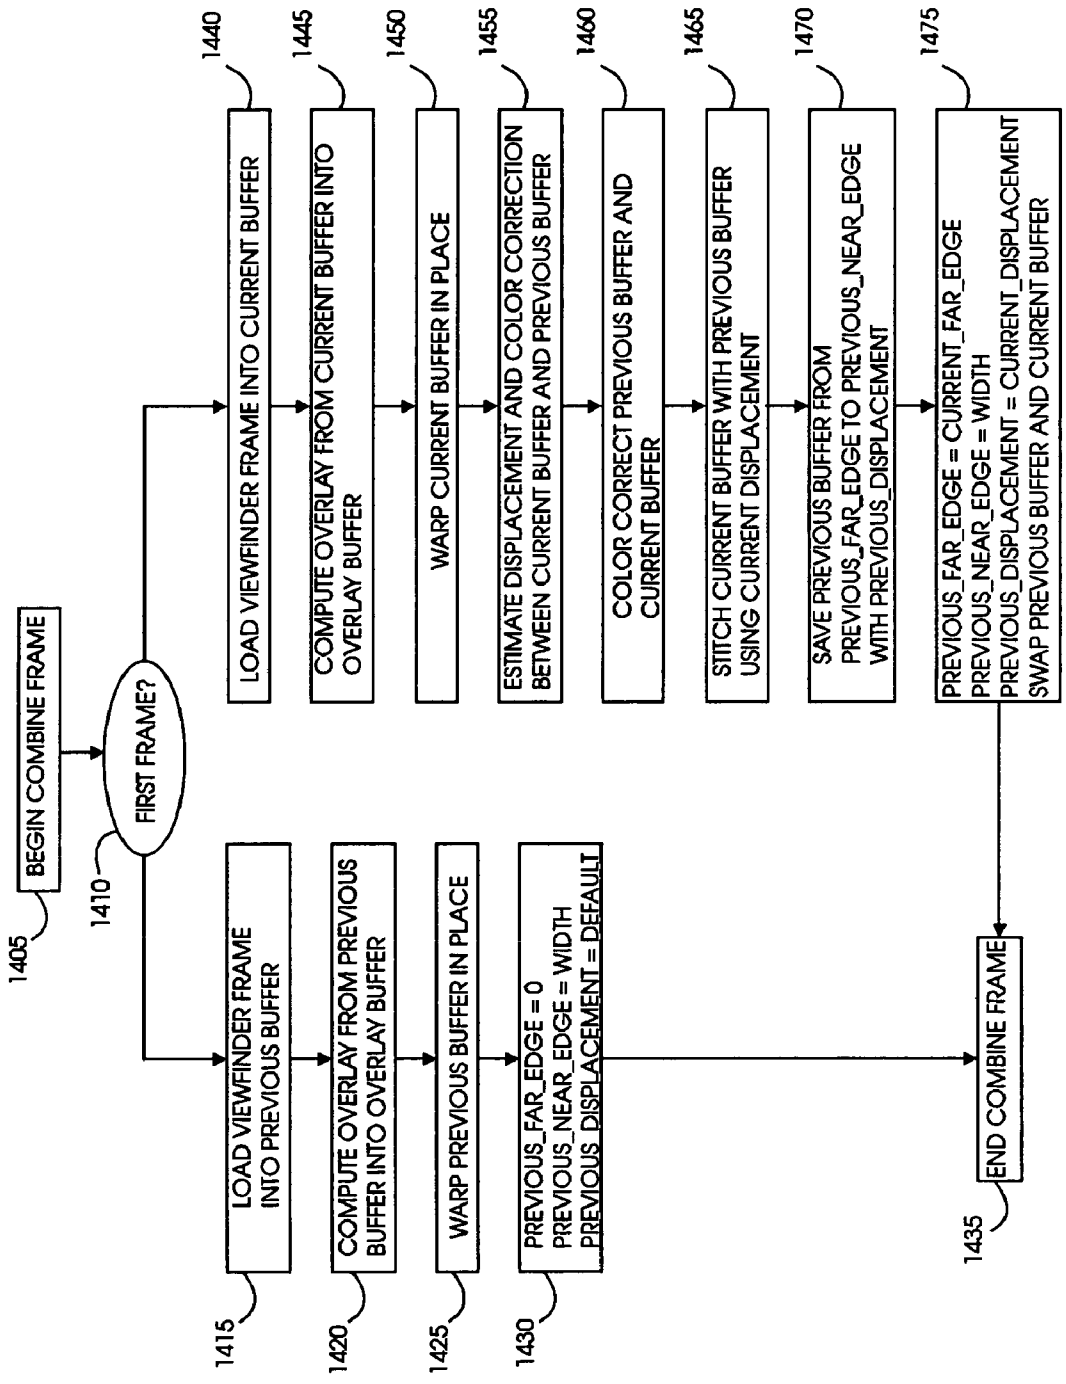 1405
BEGIN COMBINE FRAME
1410
FIRST FRAME?
1415
LOAD VIEWFINDER FRAME
INTO PREVIOUS BUFFER
1420
COMPUTE OVERLAY FROM PREVIOUS
BUFFER INTO OVERLAY BUFFER
1425
WARP PREVIOUS BUFFER IN PLACE
1430
PREVIOUS_FAR_EDGE = 0
PREVIOUS_NEAR_EDGE = WIDTH
PREVIOUS_DISPLACEMENT = DEFAULT
1435
END COMBINE FRAME
1440
LOAD VIEWFINDER FRAME INTO CURRENT BUFFER
1445
COMPUTE OVERLAY FROM CURRENT BUFFER INTO
OVERLAY BUFFER
1450
WARP CURRENT BUFFER IN PLACE
1455
ESTIMATE DISPLACEMENT AND COLOR CORRECTION
BETWEEN CURRENT BUFFER AND PREVIOUS BUFFER
1460
COLOR CORRECT PREVIOUS BUFFER AND
CURRENT BUFFER
1465
STITCH CURRENT BUFFER WITH PREVIOUS BUFFER
USING CURRENT DISPLACEMENT
1470
SAVE PREVIOUS BUFFER FROM
PREVIOUS_FAR_EDGE TO PREVIOUS_NEAR_EDGE
WITH PREVIOUS_DISPLACEMENT
1475
PREVIOUS_FAR_EDGE = CURRENT_FAR_EDGE
PREVIOUS_NEAR_EDGE = WIDTH
PREVIOUS_DISPLACEMENT = CURRENT_DISPLACEMENT
SWAP PREVIOUS BUFFER AND CURRENT BUFFER